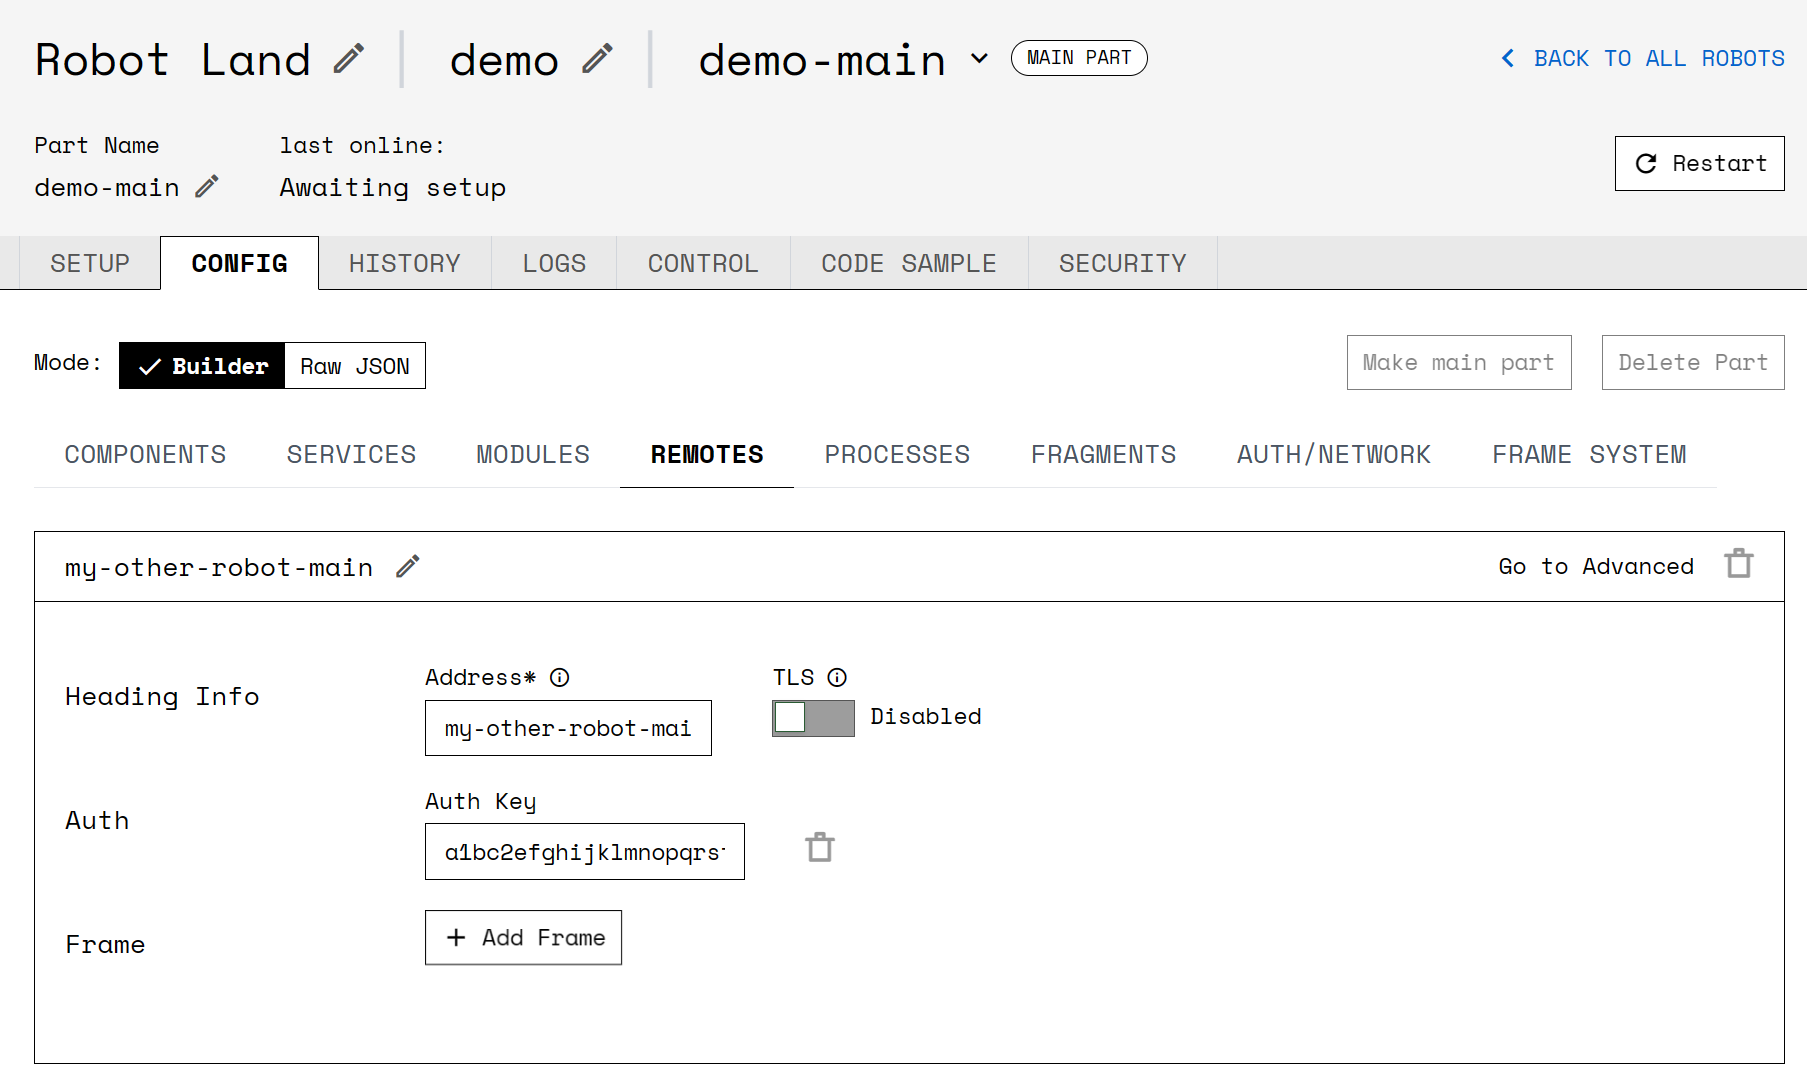 Robot Land demo demo-main MAIN PART BACK TO ALL ROBOTS
Part Name last online:
demo-main Awaiting setup Restart
SETUP CONFIG HISTORY LOGS CONTROL CODE SAMPLE SECURITY
Mode: Builder Raw JSON Make main part Delete Part
COMPONENTS SERVICES MODULES REMOTES PROCESSES FRAGMENTS AUTH/NETWORK FRAME SYSTEM
my-other-robot-main Go to Advanced
Address* TLS
Heading Info
my-other-robot-mai Disabled
Auth Key
Auth
a1bc2efghijklmnopqrs
Frame + Add Frame